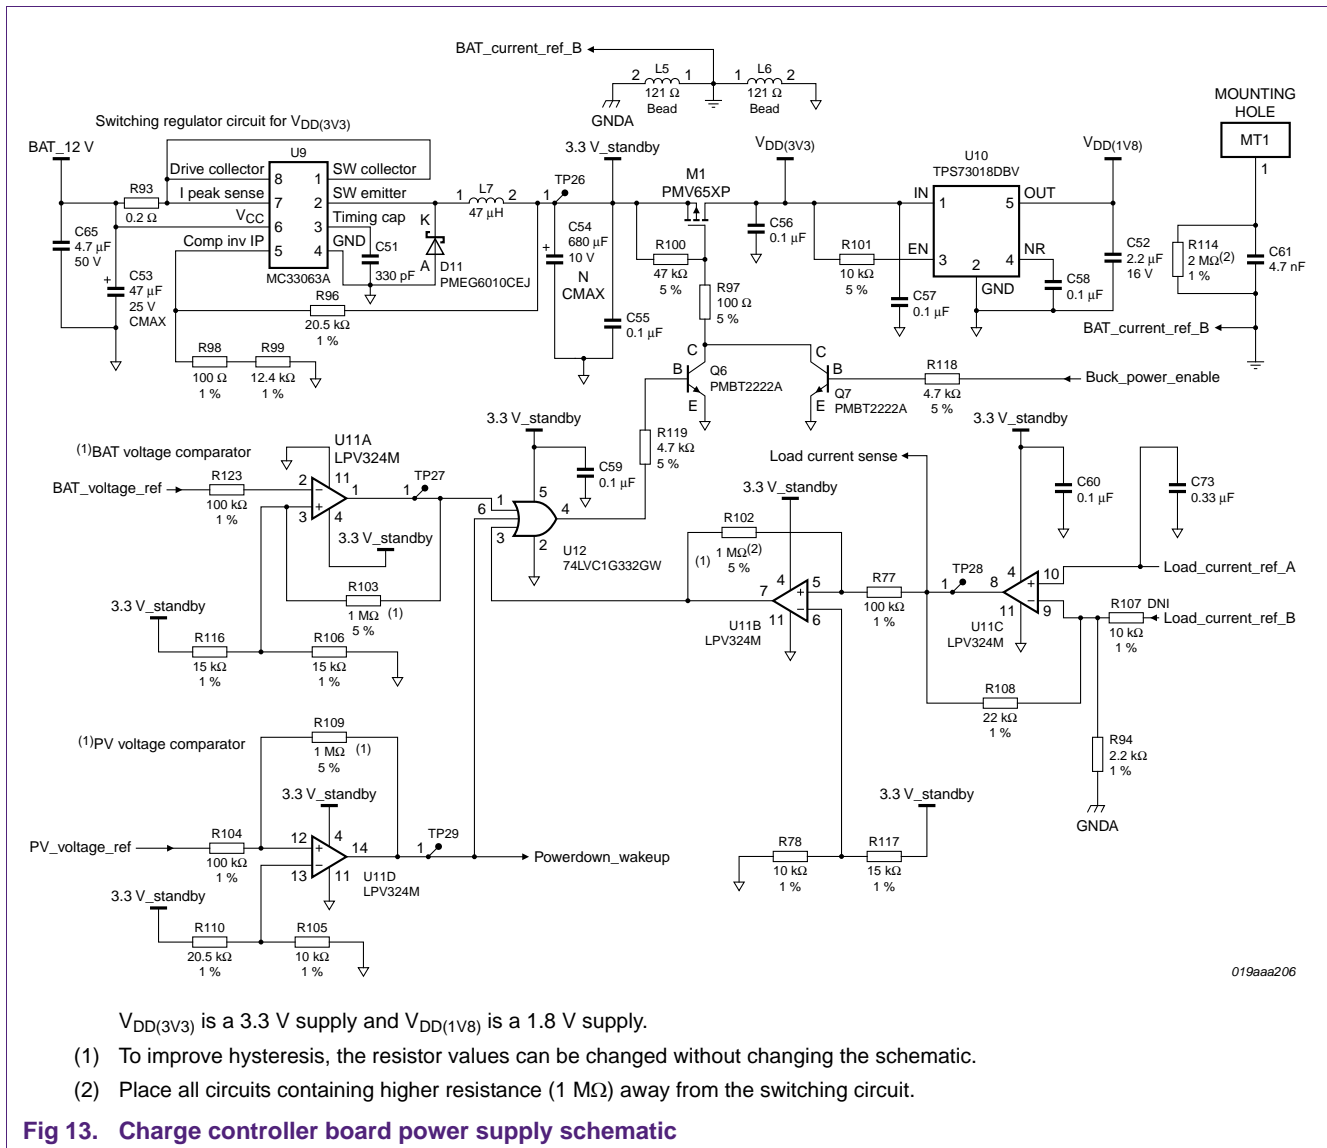 BAT_current_ref_B
L5
L6
2
1
1
2
121 Ω
Bead
121 Ω
Bead
GNDA
MOUNTING
HOLE
MT1
1
Switching regulator circuit for VDD(3V3)
BAT_12 V
U9
Drive collector
8
1
SW collector
I peak sense
7
2
SW emitter
VCC
6
3
Timing cap
Comp inv IP
5
4
GND
MC33063A
R93
0.2 Ω
C65
4.7 μF
50 V
C53
+
47 μF
25 V
CMAX
C51
330 pF
K
A
D11
PMEG6010CEJ
1
L7
2
47 μH
1
TP26
3.3 V_standby
C54
+
680 μF
10 V
N
CMAX
C55
0.1 μF
R96
20.5 kΩ
1 %
R98
100 Ω
1 %
R99
12.4 kΩ
1 %
M1
PMV65XP
R100
47 kΩ
5 %
R97
100 Ω
5 %
VDD(3V3)
C56
0.1 μF
R101
10 kΩ
5 %
C57
0.1 μF
U10
TPS73018DBV
IN
1
5
OUT
EN
3
4
NR
2
GND
VDD(1V8)
C52
2.2 μF
16 V
C58
0.1 μF
R114
2 MΩ(2)
1 %
C61
4.7 nF
BAT_current_ref_B
C
B
E
Q6
PMBT2222A
C
B
E
Q7
PMBT2222A
R118
4.7 kΩ
5 %
Buck_power_enable
(1)BAT voltage comparator
BAT_voltage_ref
R123
100 kΩ
1 %
U11A
LPV324M
2
−
11
1
3
+
4
TP27
1
3.3 V_standby
R103
1 MΩ
(1)
5 %
3.3 V_standby
R116
15 kΩ
1 %
R106
15 kΩ
1 %
3.3 V_standby
C59
0.1 μF
1
6
3
5
4
2
U12
74LVC1G332GW
R119
4.7 kΩ
5 %
Load current sense
3.3 V_standby
R102
(1)
1 MΩ(2)
5 %
7
4
+
5
−
6
11
U11B
LPV324M
R77
100 kΩ
1 %
TP28
1
8
3.3 V_standby
4
10
+
−
9
11
U11C
LPV324M
C60
0.1 μF
C73
0.33 μF
Load_current_ref_A
R107 DNI
10 kΩ
1 %
Load_current_ref_B
R108
22 kΩ
1 %
R94
2.2 kΩ
1 %
GNDA
(1)PV voltage comparator
R109
1 MΩ
(1)
5 %
3.3 V_standby
PV_voltage_ref
R104
100 kΩ
1 %
12
+
4
14
13
−
11
U11D
LPV324M
TP29
1
Powerdown_wakeup
3.3 V_standby
R110
20.5 kΩ
1 %
R105
10 kΩ
1 %
3.3 V_standby
R78
10 kΩ
1 %
R117
15 kΩ
1 %
019aaa206
VDD(3V3) is a 3.3 V supply and VDD(1V8) is a 1.8 V supply.
(1) To improve hysteresis, the resistor values can be changed without changing the schematic.
(2) Place all circuits containing higher resistance (1 MΩ) away from the switching circuit.
Fig 13. Charge controller board power supply schematic